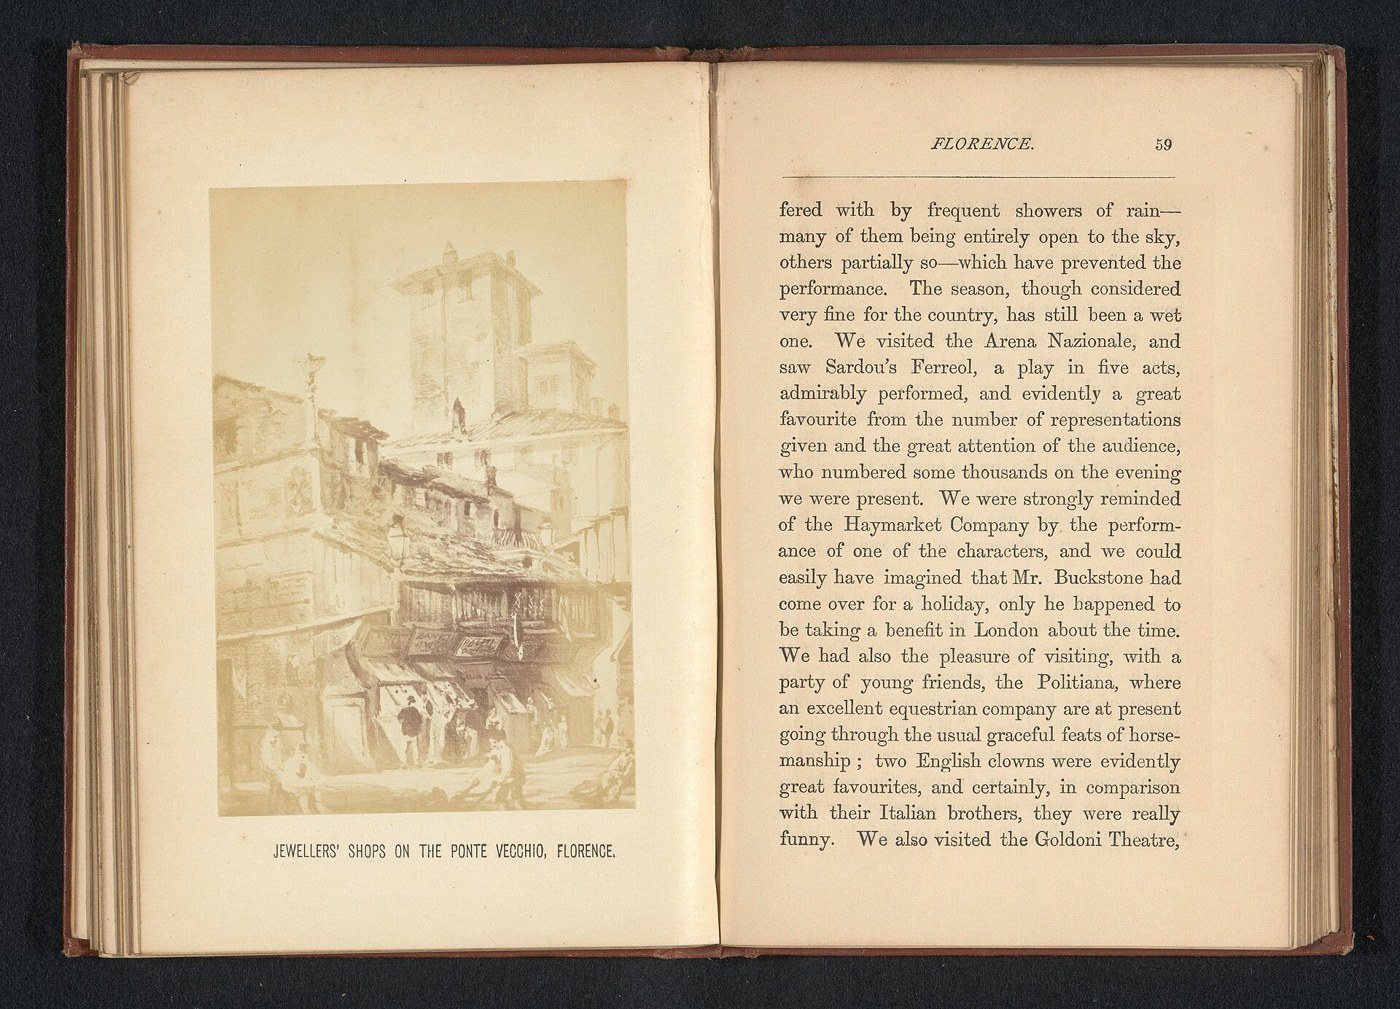 JEWELLERS' SHOPS ON THE PONTE VECCHIO, FLORENCE.
FLORENCE. 59
fered with by frequent showers of rain—
many of them being entirely open to the sky,
others partially so—which have prevented the
performance. The season, though considered
very fine for the country, has still been a wet
one. We visited the Arena Nazionale, and
saw Sardou's Ferreol, a play in five acts,
admirably performed, and evidently a great
favourite from the number of representations
given and the great attention of the audience,
who numbered some thousands on the evening
we were present. We were strongly reminded
of the Haymarket Company by the perform-
ance of one of the characters, and we could
easily have imagined that Mr. Buckstone had
come over for a holiday, only he happened to
be taking a benefit in London about the time.
We had also the pleasure of visiting, with a
party of young friends, the Politiana, where
an excellent equestrian company are at present
going through the usual graceful feats of horse-
manship ; two English clowns were evidently
great favourites, and certainly, in comparison
with their Italian brothers, they were really
funny. We also visited the Goldoni Theatre,